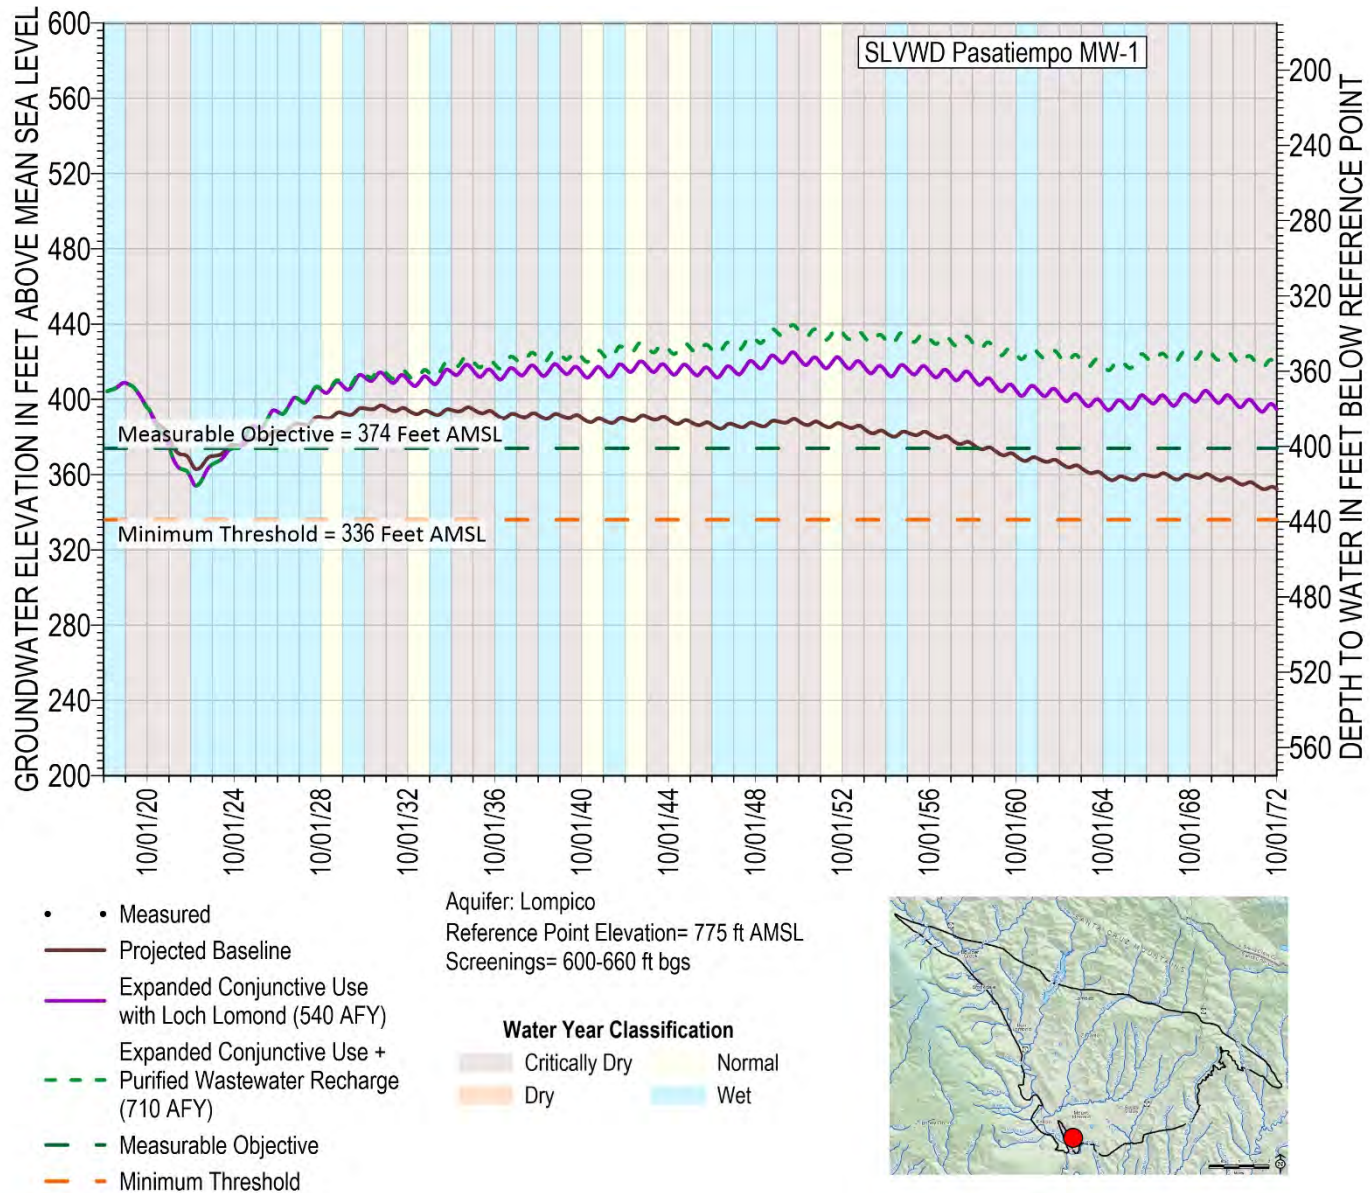 SLVWD Pasatiempo MW-1
GROUNDWATER ELEVATION IN FEET ABOVE MEAN SEA LEVEL
600
560
520
480
440
400
360
320
280
240
200
Measurable Objective = 374 Feet AMSL
Minimum Threshold = 336 Feet AMSL
200
240
280
320
360
400
440
480
520
560
DEPTH TO WATER IN FEET BELOW REFERENCE POINT
10/01/20
10/01/24
10/01/28
10/01/32
10/01/36
10/01/40
10/01/44
10/01/48
10/01/52
10/01/56
10/01/60
10/01/64
10/01/68
10/01/72
Measured
Projected Baseline
Expanded Conjunctive Use
with Loch Lomond (540 AFY)
Expanded Conjunctive Use +
Purified Wastewater Recharge
(710 AFY)
Measurable Objective
Minimum Threshold
Aquifer: Lompico
Reference Point Elevation= 775 ft AMSL
Screenings= 600-660 ft bgs
Water Year Classification
Critically Dry
Normal
Dry
Wet
SANTA CRUZ MOUNTAINS